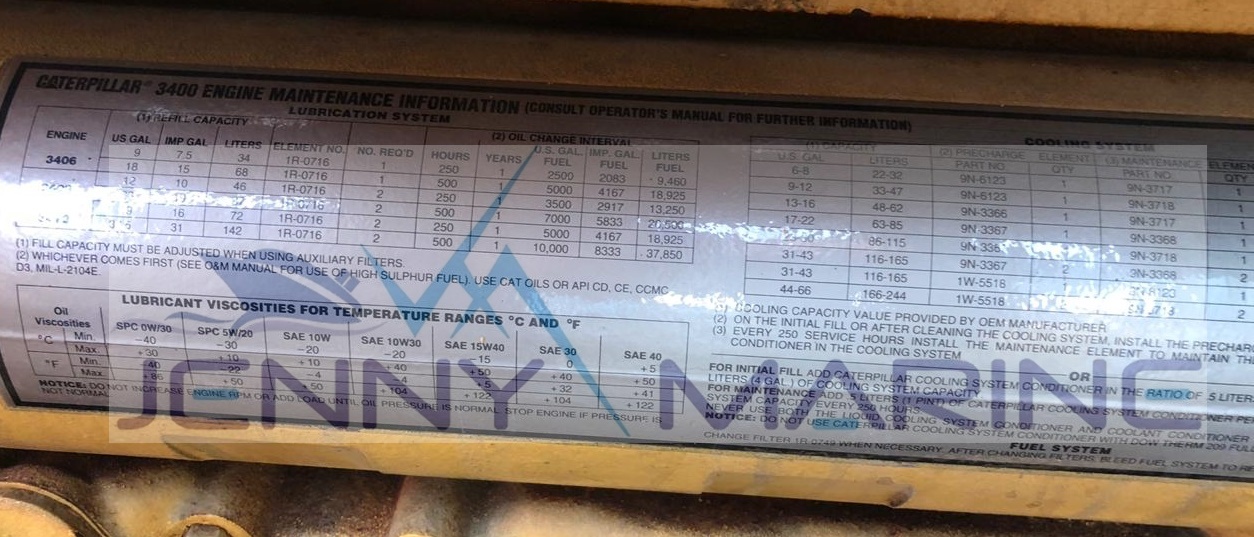 CATERPILLAR® 3400 ENGINE MAINTENANCE INFORMATION (CONSULT OPERATOR'S MANUAL FOR FURTHER INFORMATION)
LUBRICATION SYSTEM
ENGINE
(1) REFILL CAPACITY
US GAL IMP GAL LITERS ELEMENT NO. NO. REQ'D
(2) OIL CHANGE INTERVAL
HOURS YEARS U.S. GAL. FUEL IMP. GAL. FUEL LITERS FUEL
3406 9 7.5 34 1R-0716 1 250 1 2500 2083 9,460
18 15 68 1R-0716 1 500 1 5000 4167 18,925
12 10 46 1R-0716 2 250 1 3500 2917 13,250
1R-0716 2 500 1 7000 5833 20,500
16 72 1R-0716 2 250 1 5000 4167 18,925
31 142 1R-0716 2 500 1 10,000 8333 37,850
(1) FILL CAPACITY MUST BE ADJUSTED WHEN USING AUXILIARY FILTERS.
(2) WHICHEVER COMES FIRST (SEE O&M MANUAL FOR USE OF HIGH SULPHUR FUEL). USE CAT OILS OR API CD, CE, CCMC
D3, MIL-L-2104E.
LUBRICANT VISCOSITIES FOR TEMPERATURE RANGES °C AND °F
Oil Viscosities SPC 0W/30 SPC 5W/20 SAE 10W SAE 10W30 SAE 15W40 SAE 30 SAE 40
°C Min. -40 -30 -20 -20 -15 0 +5
Max. +30 +10 +10 +40 +50 +40 +50
°F Min. -40 -22 -4 -4 +5 +32 +41
Max. +86 +50 +50 +104 +122 +104 +122
NOTICE: DO NOT INCREASE ENGINE RPM OR ADD LOAD UNTIL OIL PRESSURE IS NORMAL. STOP ENGINE IF PRESSURE IS
NOT NORMAL
COOLING SYSTEM
(1) CAPACITY
U.S. GAL LITERS (2) PRECHARGE PART NO ELEMENT QTY (3) MAINTENANCE PART NO. ELEMEN QTY
6-8 22-32 9N-6123 1 9N-3717 1
9-12 33-47 9N-6123 1 9N-3718 1
13-16 48-62 9N-3366 1 9N-3717 1
17-22 63-85 9N-3367 1 9N-3368 1
86-115 1 9N-3718 1
31-43 116-165 9N-3367 2 9N-3368 2
31-43 116-165 1W-5518 1
44-66 166-244 1W-5518 2
(1) COOLING CAPACITY VALUE PROVIDED BY OEM MANUFACTURER
(2) ON THE INITIAL FILL OR AFTER CLEANING THE COOLING SYSTEM, INSTALL THE PRECHARG
(3) EVERY 250 SERVICE HOURS INSTALL THE MAINTENANCE ELEMENT TO MAINTAIN TH
CONDITIONER IN THE COOLING SYSTEM
OR
FOR INITIAL FILL ADD CATERPILLAR COOLING SYSTEM CONDITIONER IN THE RATIO OF .5 LITER
LITERS (4 GAL) OF COOLING SYSTEM CAPACITY
FOR MAINTENANCE ADD .5 LITERS (1 PINT) OF CATERPILLAR COOLING SYSTEM CONDITIONER PE
SYSTEM CAPACITY EVERY 250 HOURS
NEVER USE BOTH THE LIQUID COOLING SYSTEM CONDITIONER AND COOLANT CONDITIONER
NOTICE: DO NOT USE CATERPILLAR COOLING SYSTEM CONDITIONER WITH DOW THERM 209 FULL
FUEL SYSTEM
CHANGE FILTER 1R-0749 WHEN NECESSARY. AFTER CHANGING FILTERS, BLEED FUEL SYSTEM TO RE
JENNY MARINE